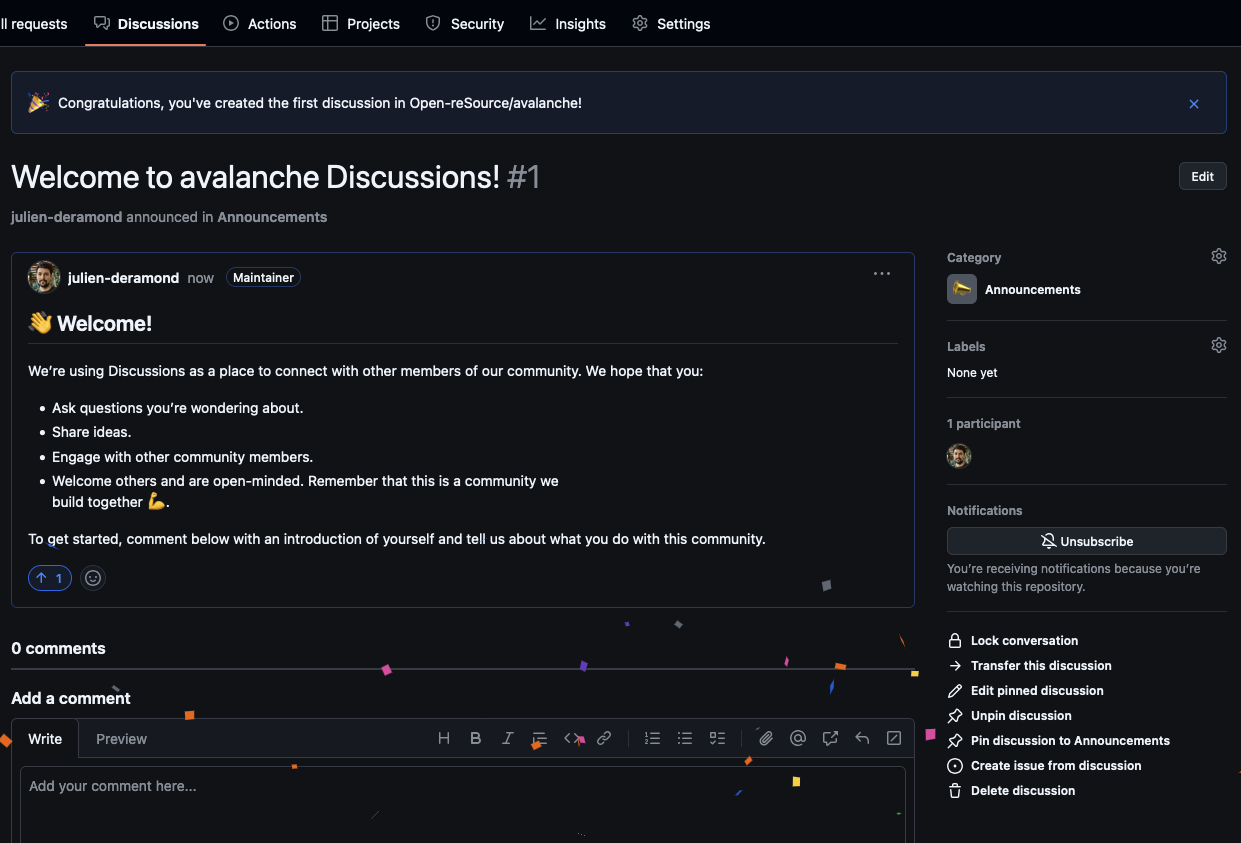 ll requests
Discussions
Actions
Projects
Security
Insights
Settings
Congratulations, you've created the first discussion in Open-reSource/avalanche!
Welcome to avalanche Discussions! #1
Edit
julien-deramond announced in Announcements
julien-deramond now Maintainer
👋 Welcome!
We’re using Discussions as a place to connect with other members of our community. We hope that you:
• Ask questions you’re wondering about.
• Share ideas.
• Engage with other community members.
• Welcome others and are open-minded. Remember that this is a community we
build together 💪.
To get started, comment below with an introduction of yourself and tell us about what you do with this community.
1
0 comments
Add a comment
Write
Preview
Add your comment here...
Category
Announcements
Labels
None yet
1 participant
Notifications
Unsubscribe
You’re receiving notifications because you’re
watching this repository.
Lock conversation
Transfer this discussion
Edit pinned discussion
Unpin discussion
Pin discussion to Announcements
Create issue from discussion
Delete discussion